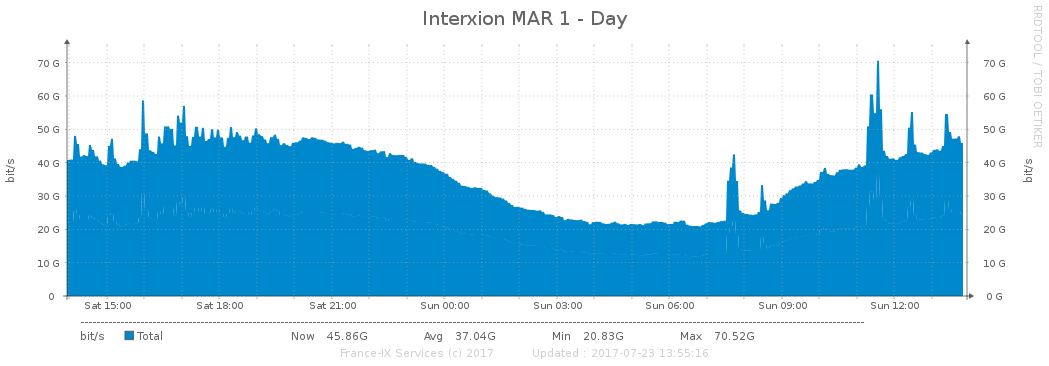 Interxion MAR 1 - Day
RRDTOOL / TOBI OETIKER
bit/s
70 G 70 G
60 G 60 G
50 G 50 G
40 G 40 G
30 G 30 G
20 G 20 G
10 G 10 G
0 0 G
bit/s
Sat 15:00 Sat 18:00 Sat 21:00 Sun 00:00 Sun 03:00 Sun 06:00 Sun 09:00 Sun 12:00
bit/s Total Now 45.86G Avg 37.04G Min 20.83G Max 70.52G
France-IX Services (c) 2017 Updated : 2017-07-23 13:55:16